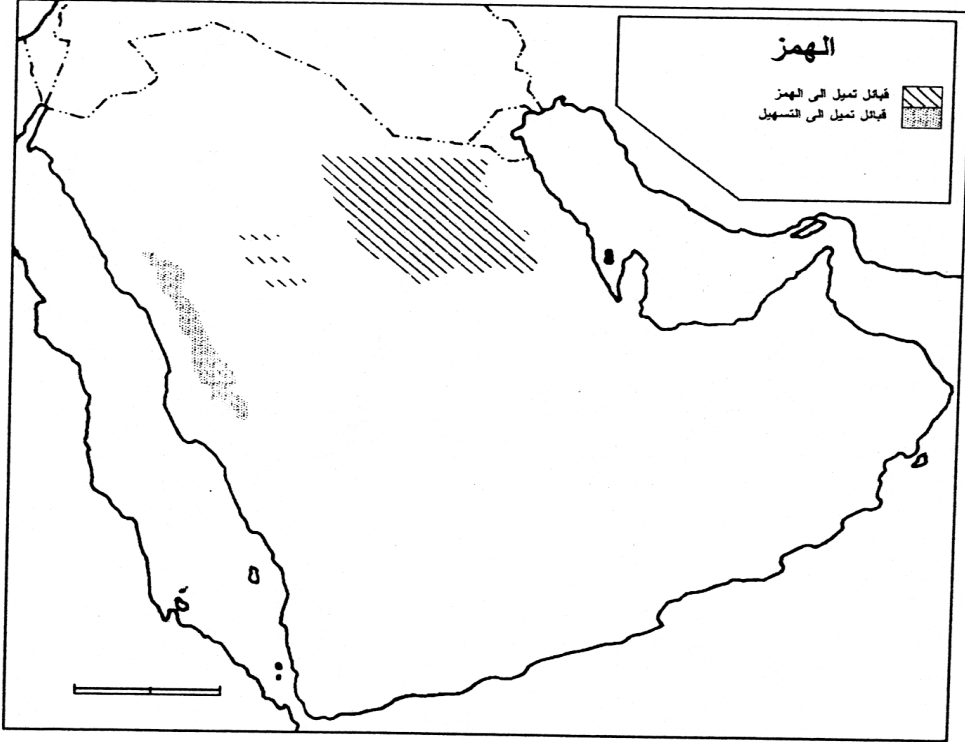 الهمز
قبائل تميل الى الهمز
قبائل تميل الى التسهيل